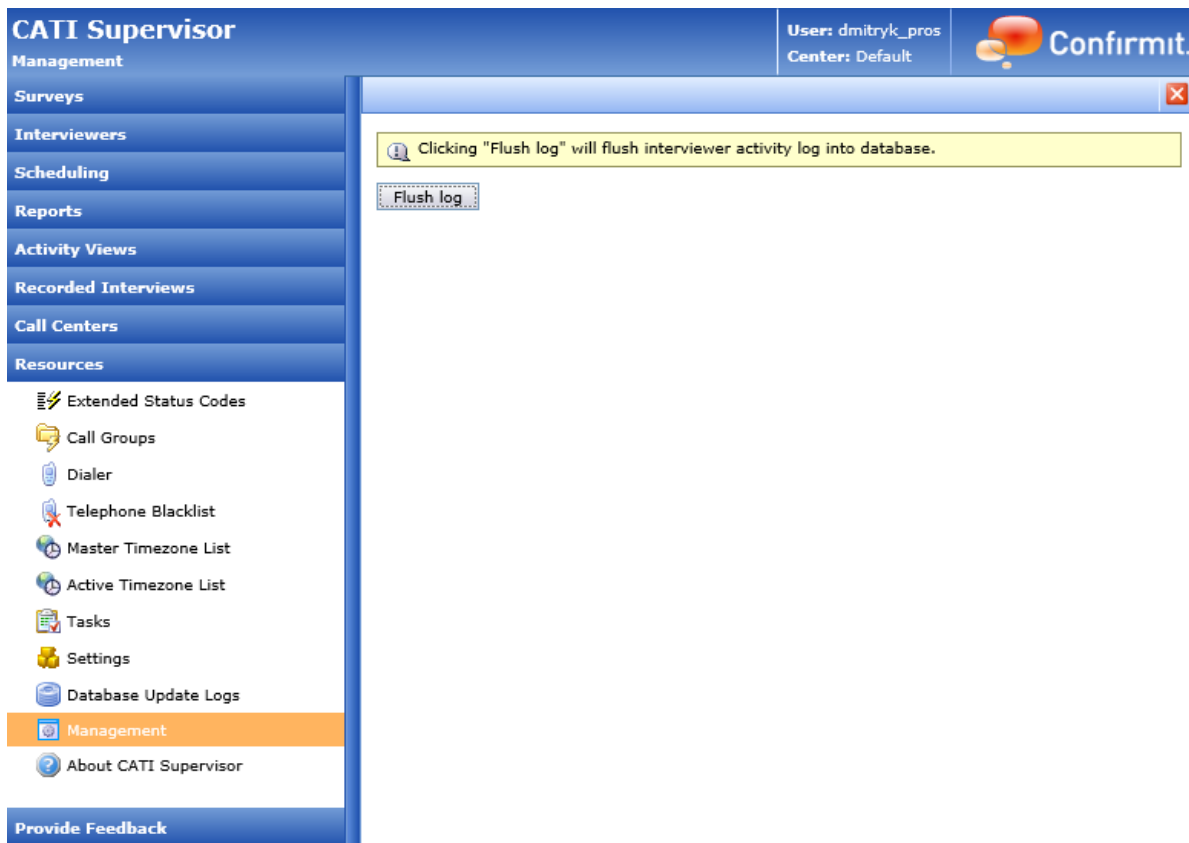 CATI Supervisor
Management
User: dmitryk_pros
Center: Default
Confirmit.
Surveys
Interviewers
Scheduling
Reports
Activity Views
Recorded Interviews
Call Centers
Resources
Extended Status Codes
Call Groups
Dialer
Telephone Blacklist
Master Timezone List
Active Timezone List
Tasks
Settings
Database Update Logs
Management
About CATI Supervisor
Provide Feedback
Clicking "Flush log" will flush interviewer activity log into database.
Flush log